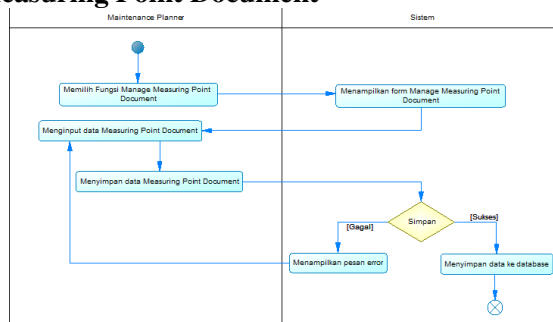 Measuring Point Document
Maintenance Planner
Sistem
Memilih Fungsi Manage Measuring Point
Document
Menampilkan form Manage Measuring Point
Document
Menginput data Measuring Point Document
Menyimpan data Measuring Point Document
Simpan
[Gagal]
[Sukses]
Menampilkan pesan error
Menyimpan data ke database